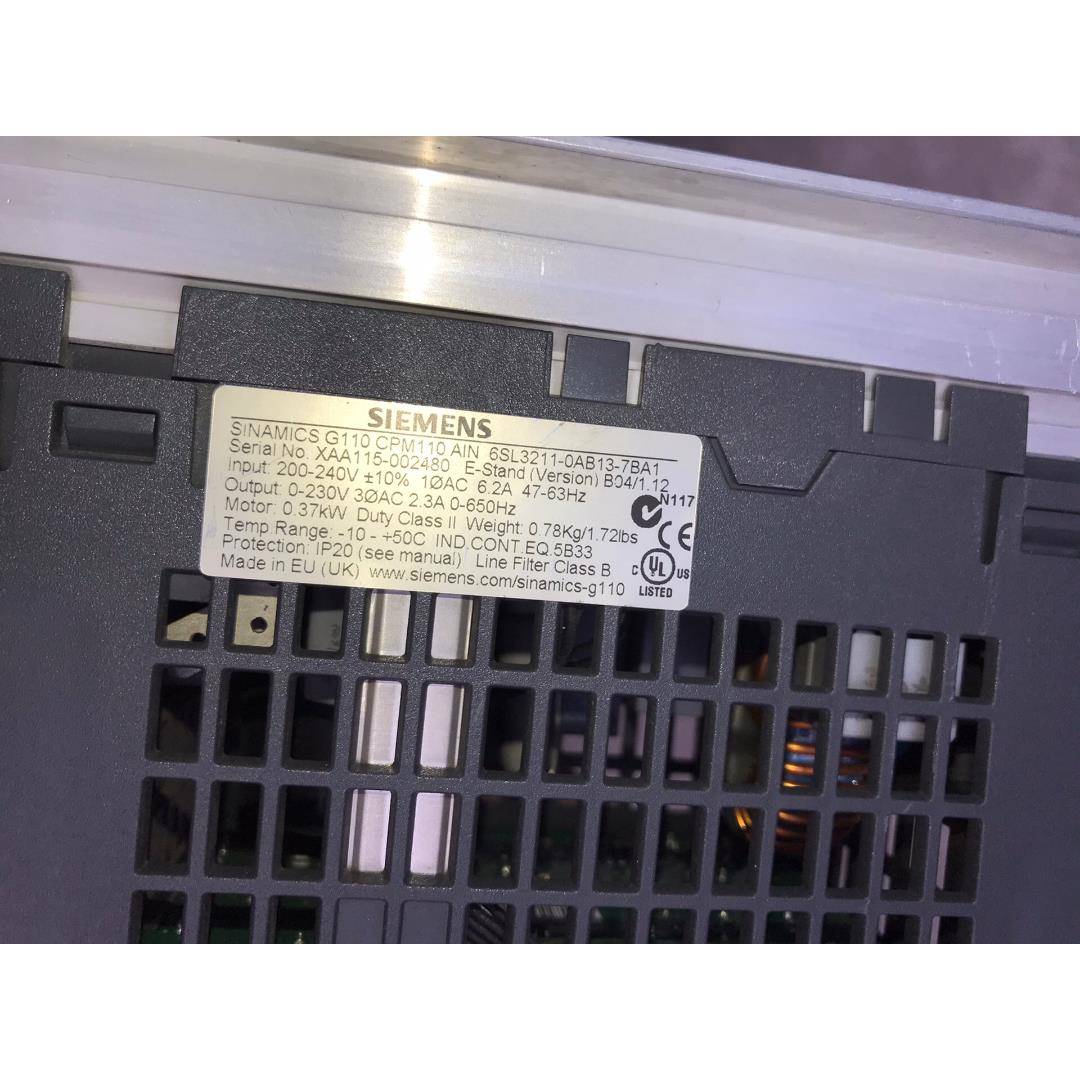 SIEMENS
SINAMICS G110 CPM110 AIN 6SL3211-0AB13-7BA1
Serial No. XAA115-002480 E-Stand (Version) B04/1.12
Input: 200-240V ±10% 1ØAC 6.2A 47-63Hz
Output: 0-230V 3ØAC 2.3A 0-650Hz
N117
Motor: 0.37kW Duty Class II Weight: 0.78Kg/1.72lbs
Temp.Range: -10 - +50C IND.CONT.EQ.5B33
CE
Protection: IP20 (see manual) Line Filter Class B
C UL US
Made in EU (UK) www.siemens.com/sinamics-g110
LISTED